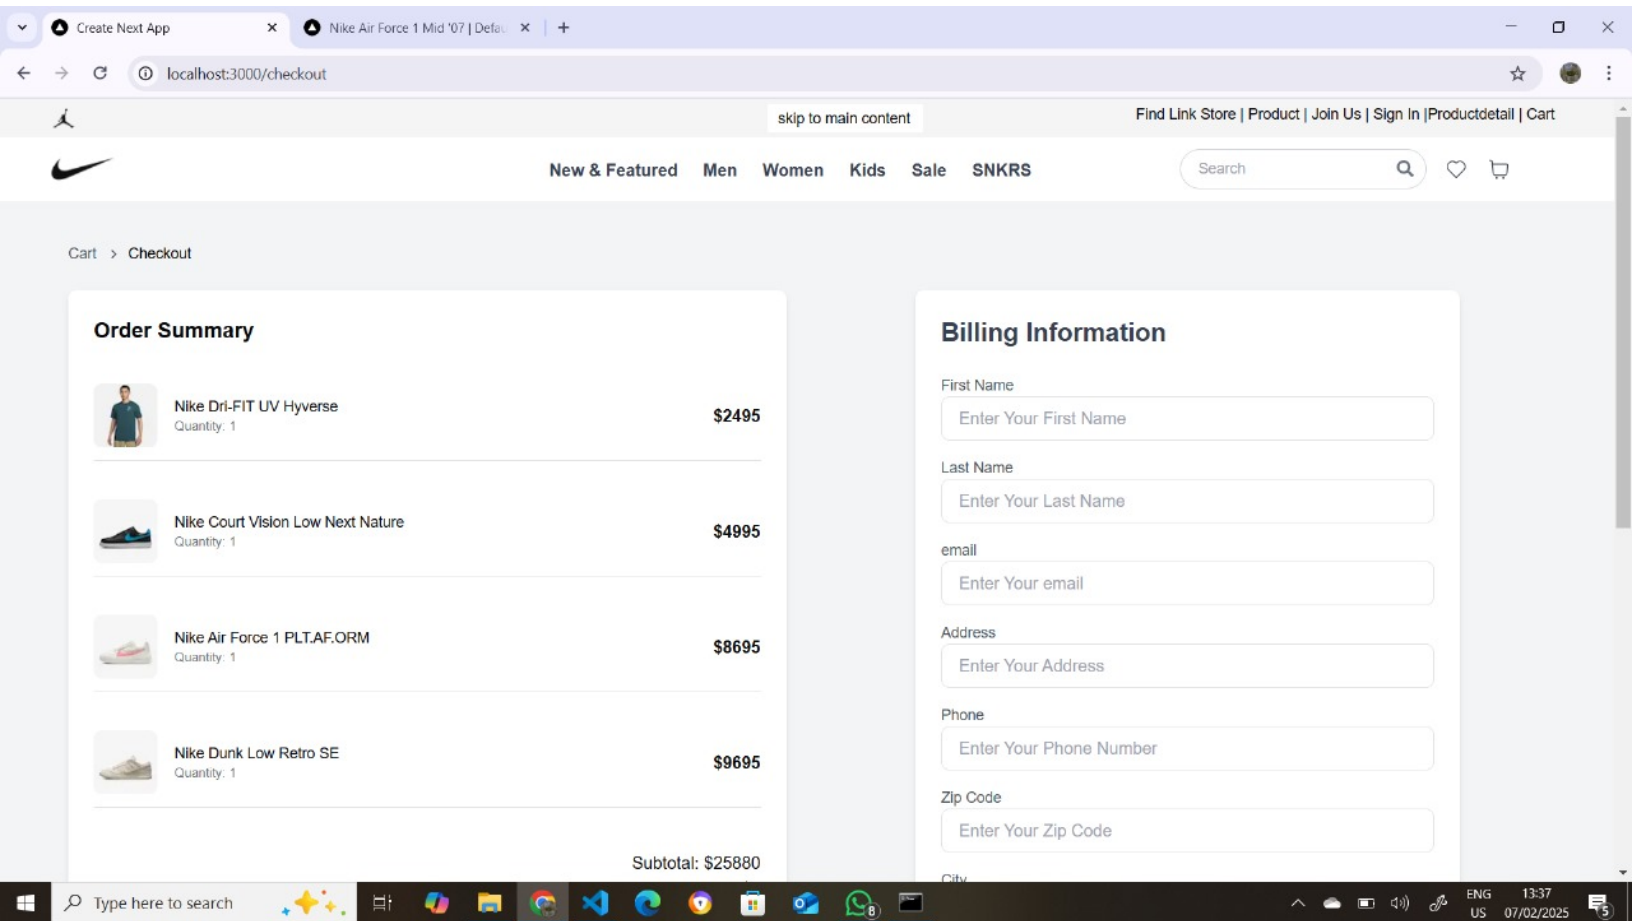 Create Next App
Nike Air Force 1 Mid '07 | Defau
localhost:3000/checkout
skip to main content
Find Link Store | Product | Join Us | Sign In |Productdetail | Cart
New & Featured Men Women Kids Sale SNKRS
Search
Cart > Checkout
Order Summary
Nike Dri-FIT UV Hyverse
Quantity: 1
$2495
Nike Court Vision Low Next Nature
Quantity: 1
$4995
Nike Air Force 1 PLT.AF.ORM
Quantity: 1
$8695
Nike Dunk Low Retro SE
Quantity: 1
$9695
Subtotal: $25880
Billing Information
First Name
Enter Your First Name
Last Name
Enter Your Last Name
email
Enter Your email
Address
Enter Your Address
Phone
Enter Your Phone Number
Zip Code
Enter Your Zip Code
City
Type here to search
8
ENG
US
13:37
07/02/2025
5